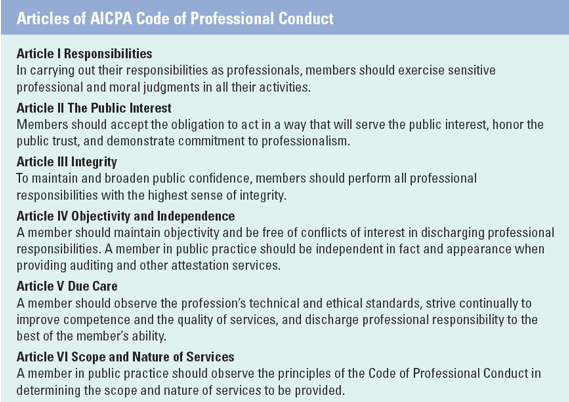 Articles of AICPA Code of Professional Conduct
Article I Responsibilities
In carrying out their responsibilities as professionals, members should exercise sensitive
professional and moral judgments in all their activities.
Article II The Public Interest
Members should accept the obligation to act in a way that will serve the public interest, honor the
public trust, and demonstrate commitment to professionalism.
Article III Integrity
To maintain and broaden public confidence, members should perform all professional
responsibilities with the highest sense of integrity.
Article IV Objectivity and Independence
A member should maintain objectivity and be free of conflicts of interest in discharging professional
responsibilities. A member in public practice should be independent in fact and appearance when
providing auditing and other attestation services.
Article V Due Care
A member should observe the profession's technical and ethical standards, strive continually to
improve competence and the quality of services, and discharge professional responsibility to the
best of the member's ability.
Article VI Scope and Nature of Services
A member in public practice should observe the principles of the Code of Professional Conduct in
determining the scope and nature of services to be provided.